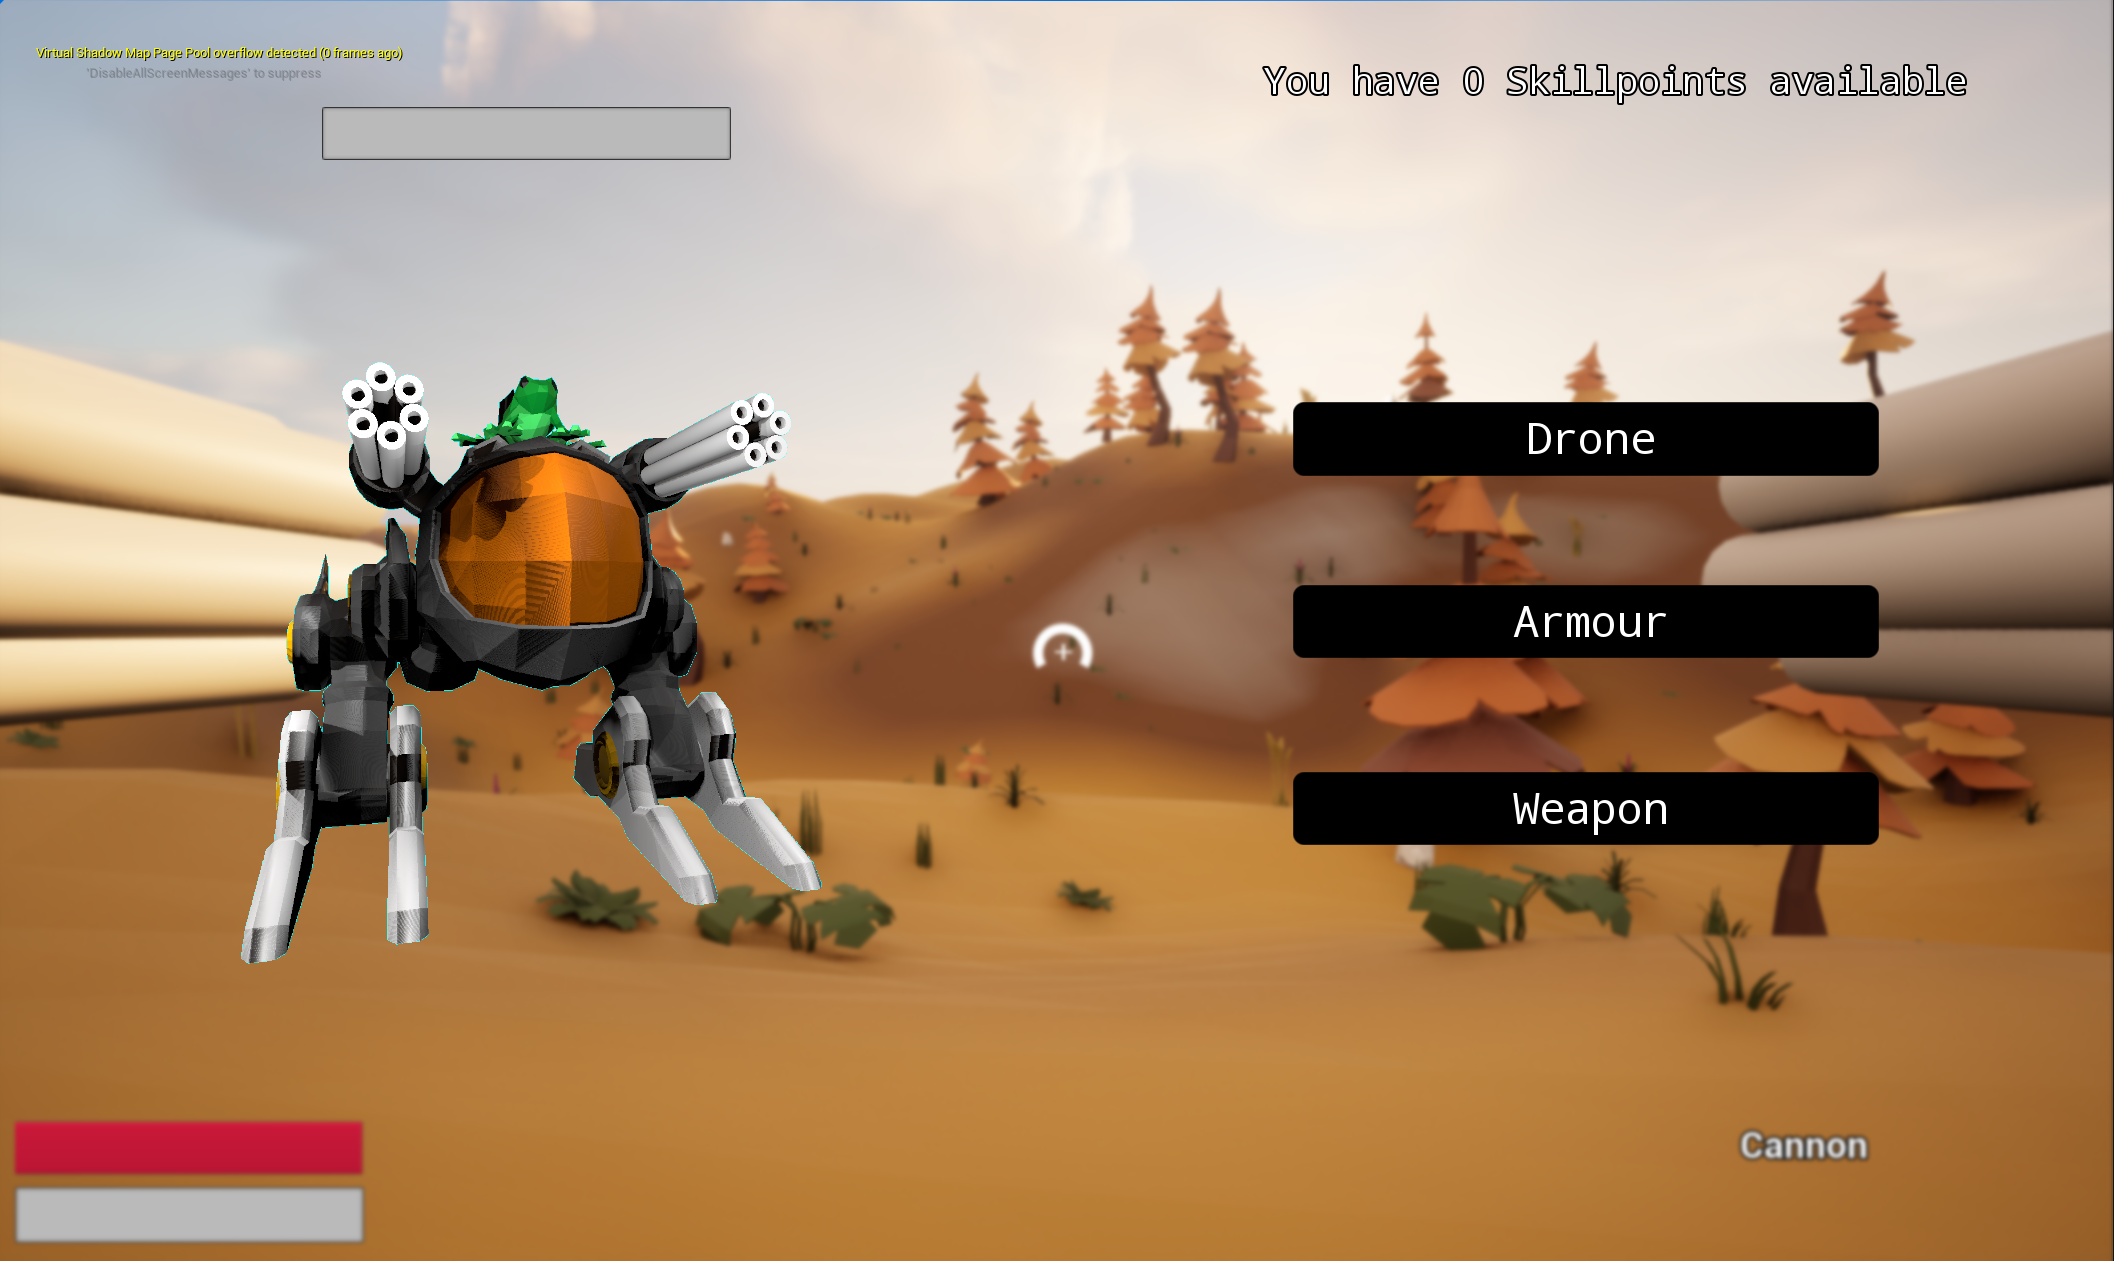 Virtual Shadow Map Page Pool overflow detected (0 frames ago)
'DisableAllScreenMessages' to suppress
You have 0 Skillpoints available
Drone
Armour
Weapon
Cannon